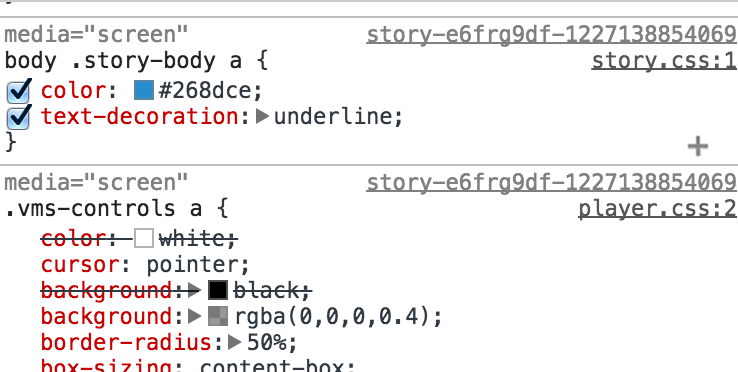 media="screen" story-e6frg9df-1227138854069
body .story-body a { story.css:1
color: #268dce;
text-decoration: underline;
}
media="screen" story-e6frg9df-1227138854069
.vms-controls a { player.css:2
color: white;
cursor: pointer;
background: black;
background: rgba(0,0,0,0.4);
border-radius: 50%;
box-sizing: content-box;